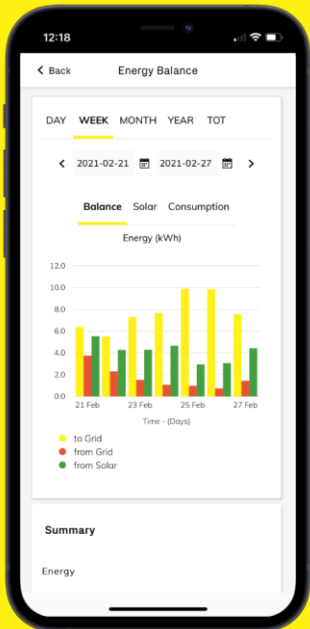 12:18
Back Energy Balance
DAY WEEK MONTH YEAR TOT
2021-02-21 2021-02-27
Balance Solar Consumption
Energy (kWh)
12.0
10.0
8.0
6.0
4.0
2.0
0.0
21 Feb 23 Feb 25 Feb 27 Feb
Time - (Days)
to Grid
from Grid
from Solar
Summary
Energy